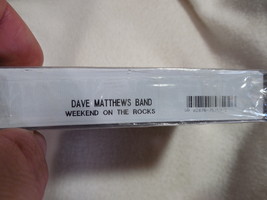 DAVE MATTHEWS BAND
WEEKEND ON THE ROCKS